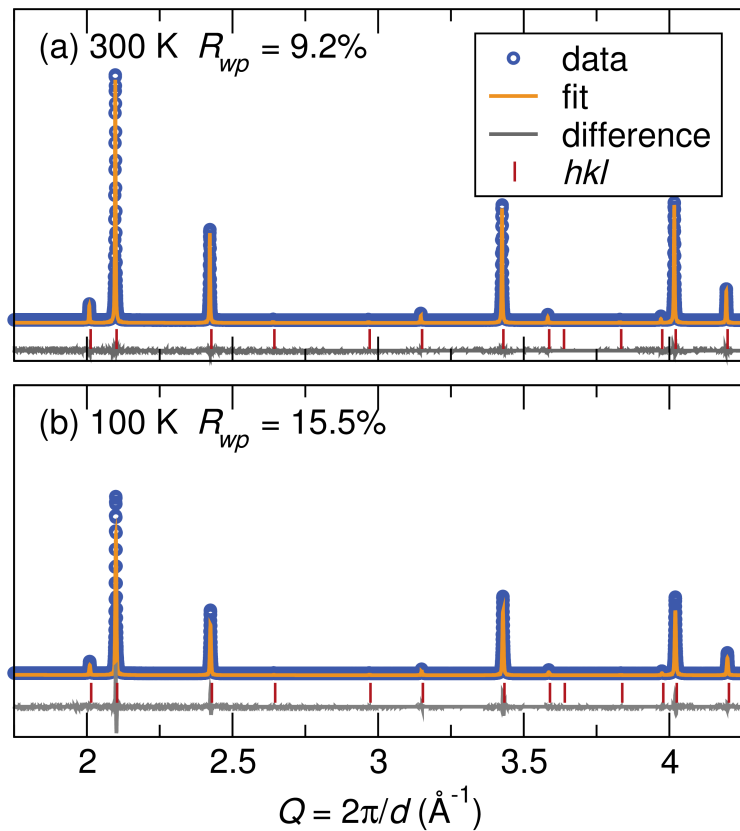 (a) 300 K R_wp = 9.2%
data
fit
difference
hkl
(b) 100 K R_wp = 15.5%
2 2.5 3 3.5 4
Q = 2π/d (Å⁻¹)